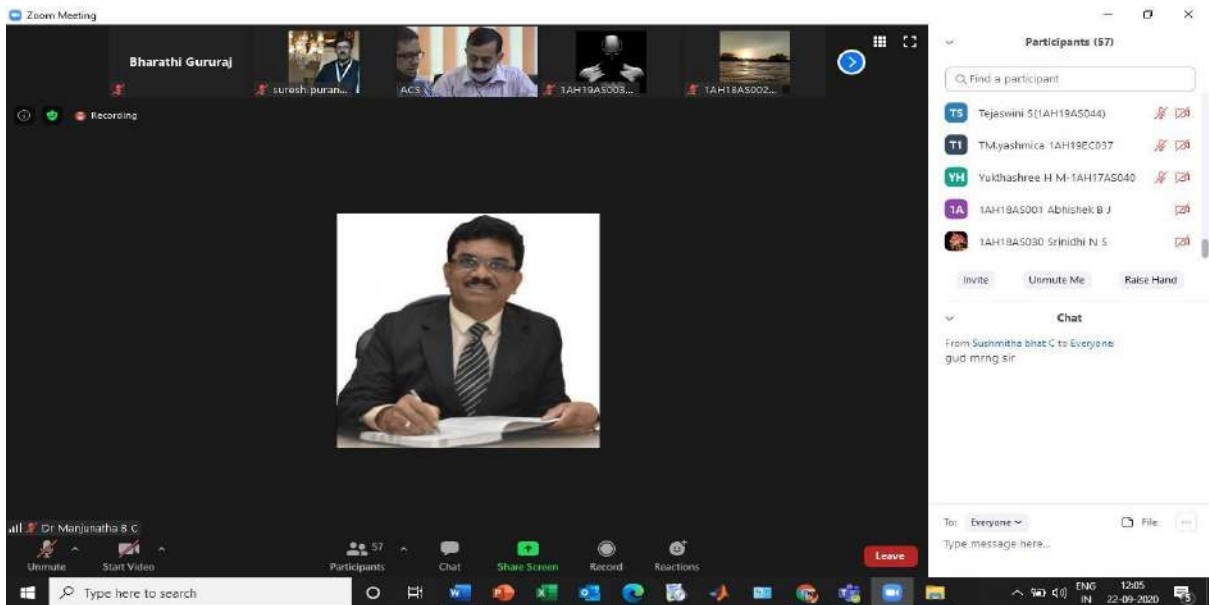 Zoom Meeting
Bharathi Gururaj
suresh puran...
ACS
1AH19AS003...
1AH18AS002...
Recording
Dr Manjunatha B C
Unmute
Start Video
57
Participants
Chat
Share Screen
Record
Reactions
Leave
Participants (57)
Find a participant
TS Tejaswini S(1AH19AS044)
T1 TM.yashmica 1AH19EC037
YH Yukthashree H M-1AH17AS040
1A 1AH18AS001 Abhishek B J
1AH18AS030 Srinidhi N S
Invite Unmute Me Raise Hand
Chat
From Sushmitha bhat C to Everyone
gud mrng sir
To: Everyone File
Type message here...
Type here to search
ENG 12:05
IN 22-09-2020
5